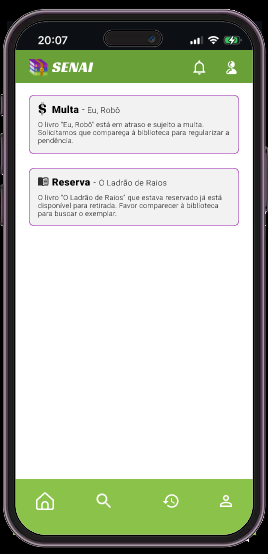 20:07
SENAI
$ Multa - Eu, Robô
O livro "Eu, Robô" está em atraso e sujeito a multa.
Solicitamos que compareça à biblioteca para regularizar a
pendência.
Reserva - O Ladrão de Raios
O livro "O Ladrão de Raios" que estava reservado já está
disponível para retirada. Favor comparecer à biblioteca
para buscar o exemplar.